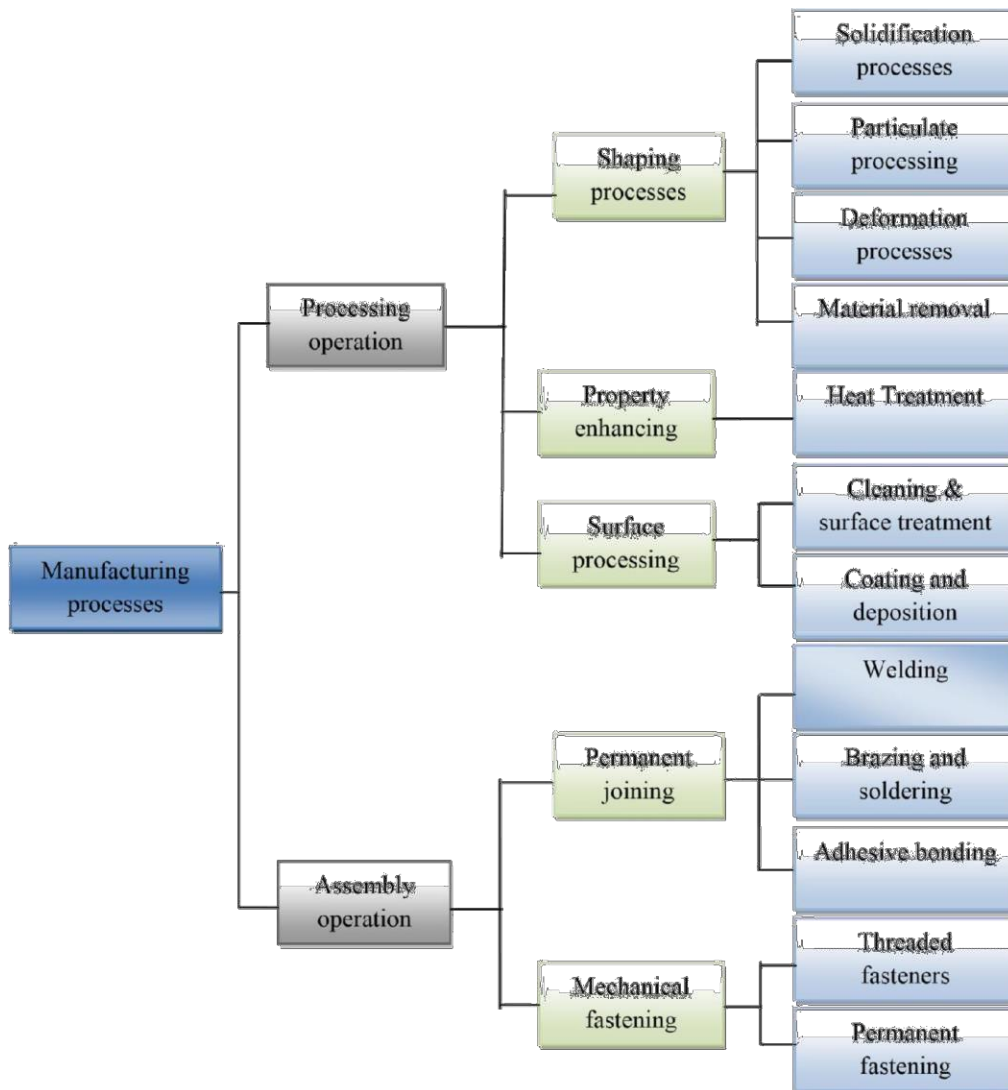 Manufacturing
processes
Processing
operation
Shaping
processes
Solidification
processes
Particulate
processing
Deformation
processes
Material removal
Property
enhancing
Heat Treatment
Surface
processing
Cleaning &
surface treatment
Coating and
deposition
Assembly
operation
Permanent
joining
Welding
Brazing and
soldering
Adhesive bonding
Mechanical
fastening
Threaded
fasteners
Permanent
fastening